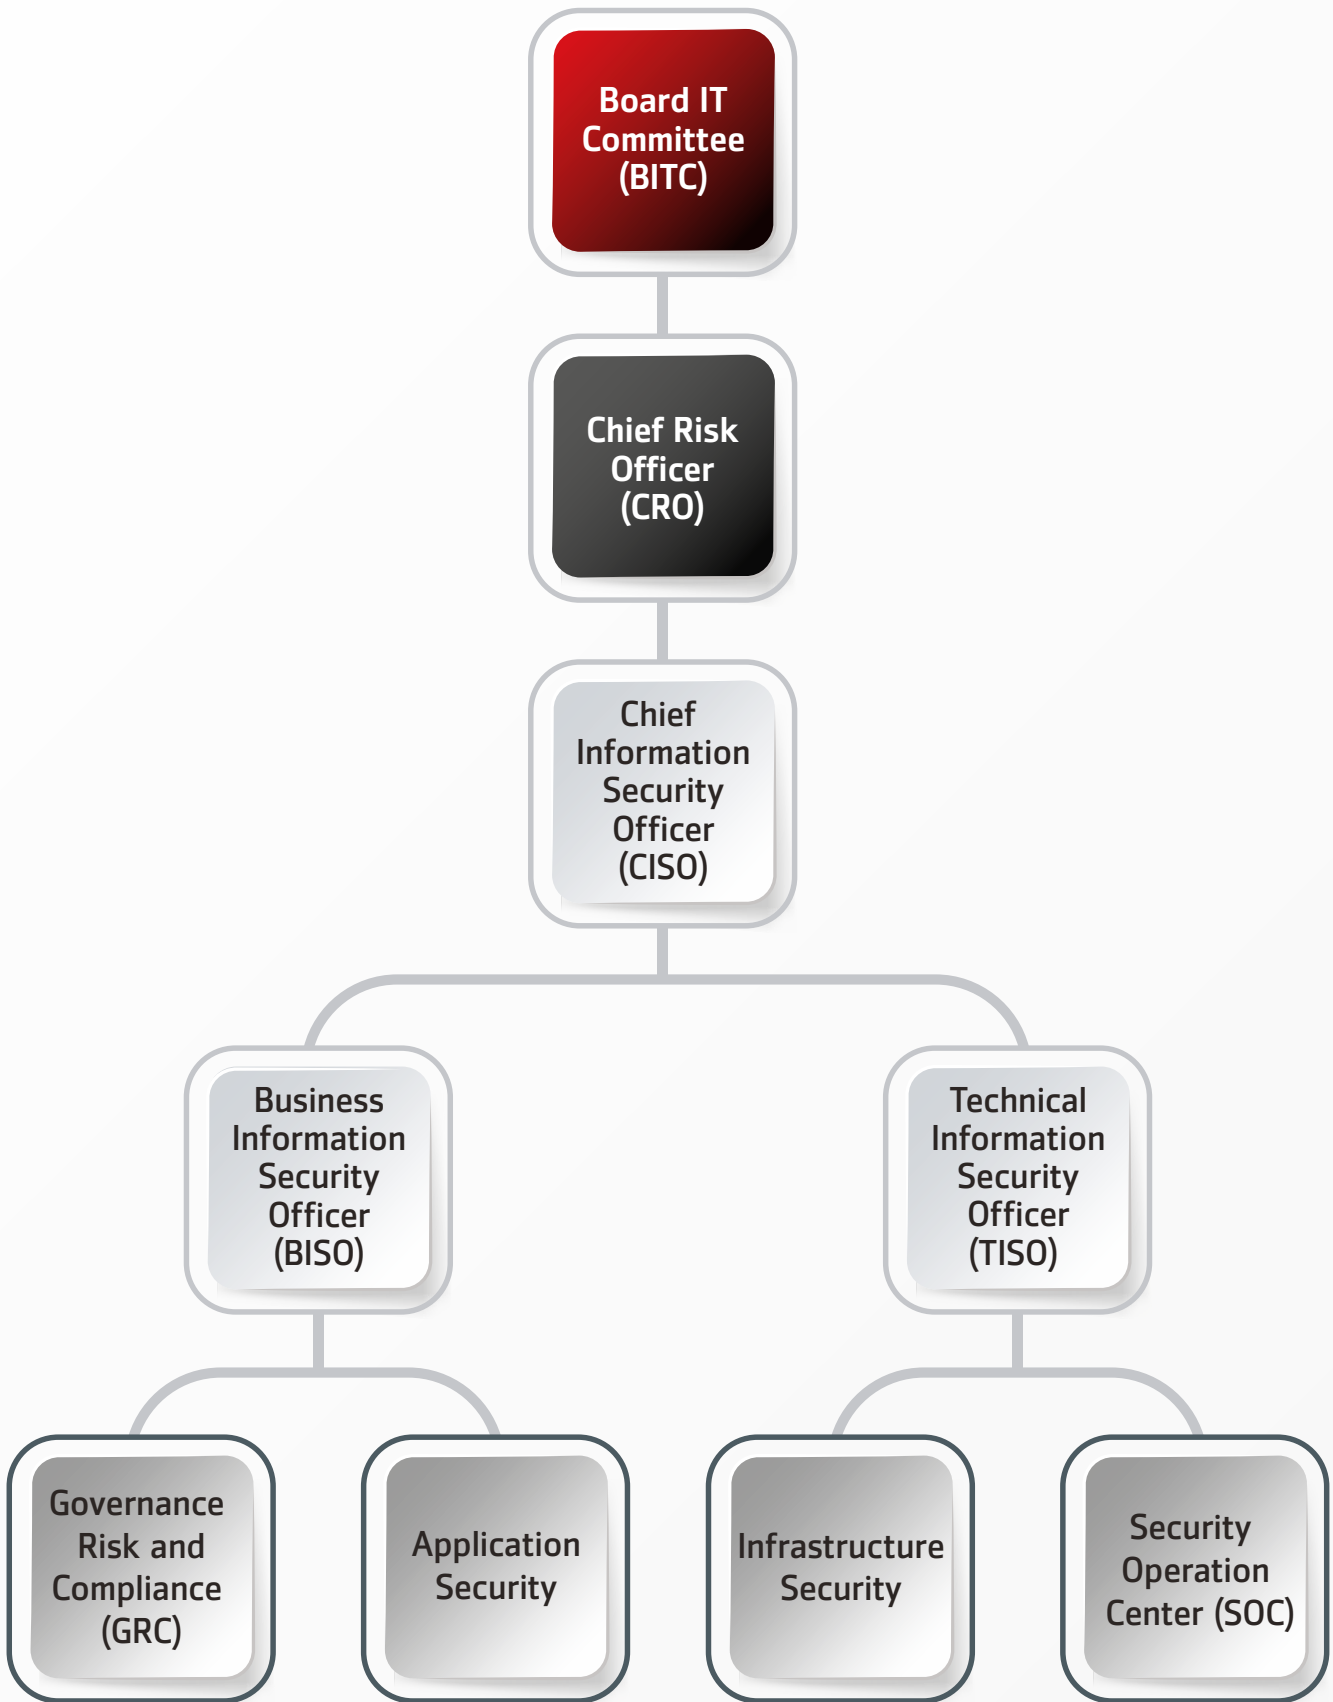 Board IT
Committee
(BITC)
Chief Risk
Officer
(CRO)
Chief
Information
Security
Officer
(CISO)
Business
Information
Security
Officer
(BISO)
Technical
Information
Security
Officer
(TISO)
Governance
Risk and
Compliance
(GRC)
Application
Security
Infrastructure
Security
Security
Operation
Center (SOC)